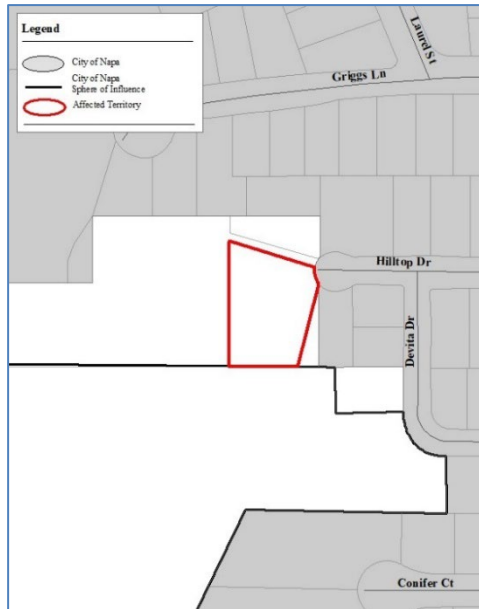 Legend
City of Napa
City of Napa
Sphere of Influence
Affected Territory
Laurel St
Griggs Ln
Hilltop Dr
Devita Dr
Conifer Ct